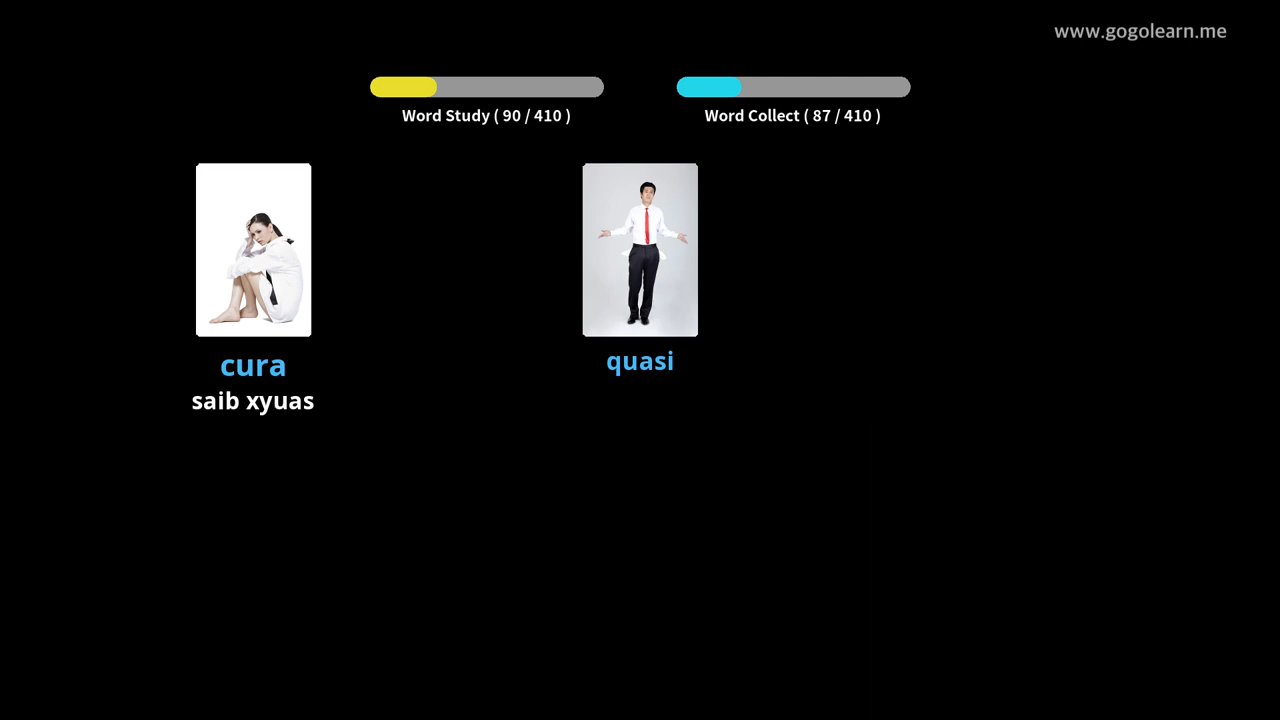 www.gogolearn.me
Word Study ( 90 / 410 )
Word Collect ( 87 / 410 )
cura
saib xyuas
quasi